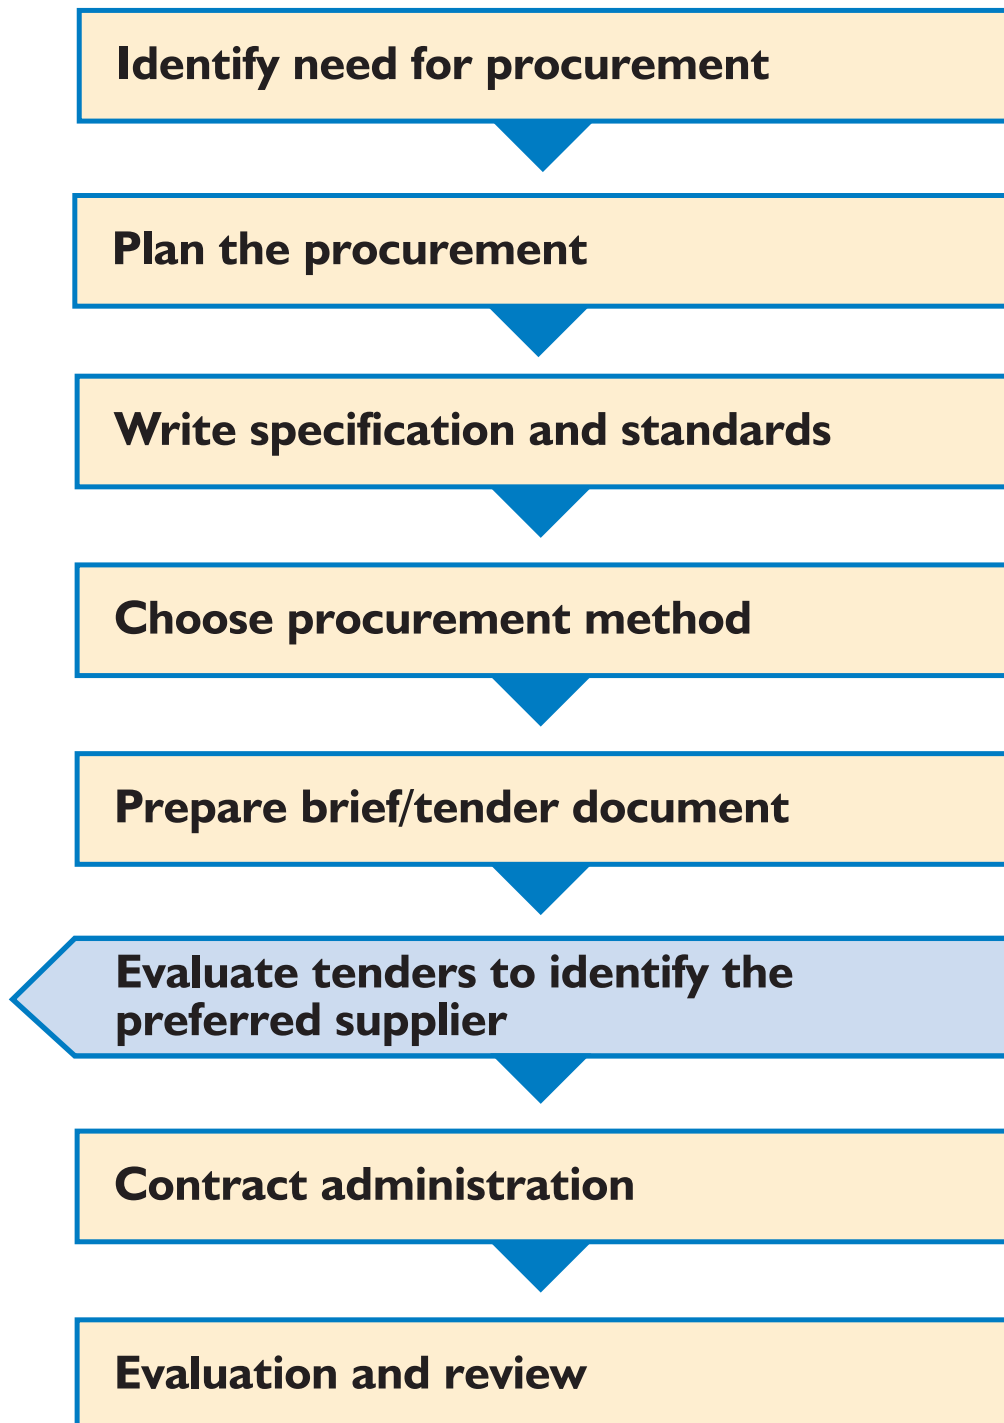 Identify need for procurement
Plan the procurement
Write specification and standards
Choose procurement method
Prepare brief/tender document
Evaluate tenders to identify the
preferred supplier
Contract administration
Evaluation and review